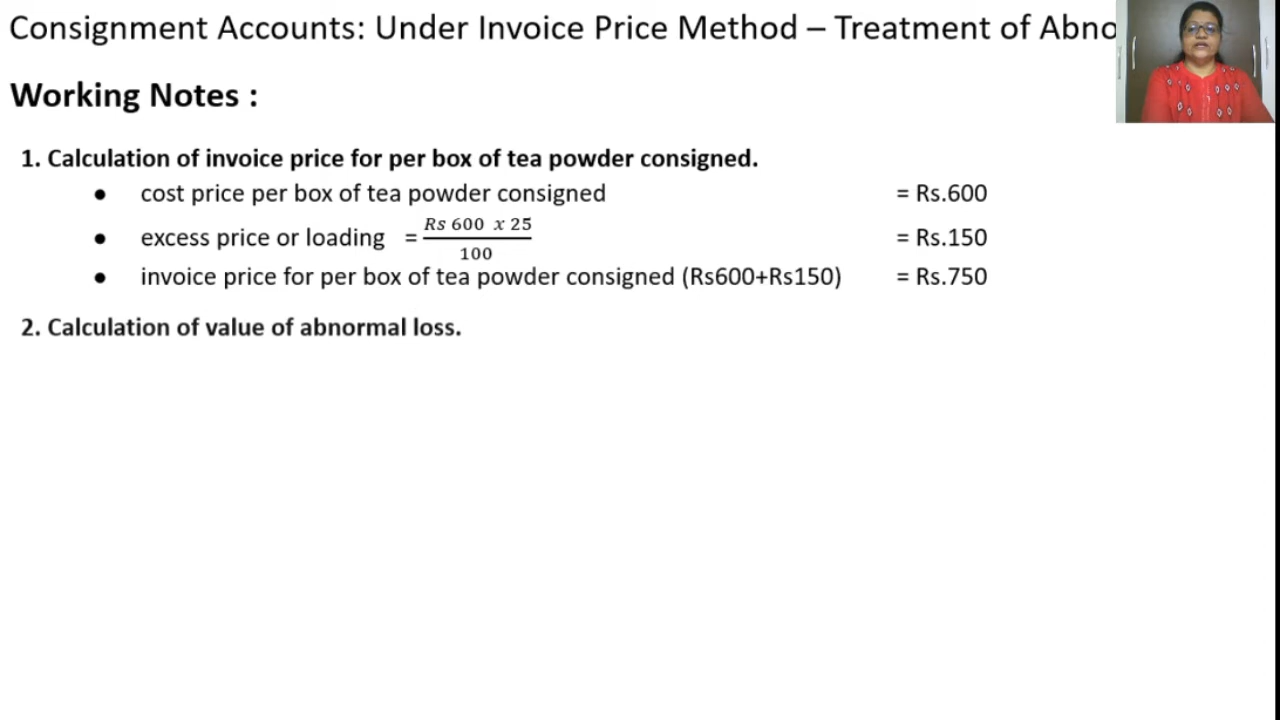 Consignment Accounts: Under Invoice Price Method – Treatment of Abno
Working Notes :
1. Calculation of invoice price for per box of tea powder consigned.
• cost price per box of tea powder consigned = Rs.600
• excess price or loading = Rs 600 x 25 / 100 = Rs.150
• invoice price for per box of tea powder consigned (Rs600+Rs150) = Rs.750
2. Calculation of value of abnormal loss.